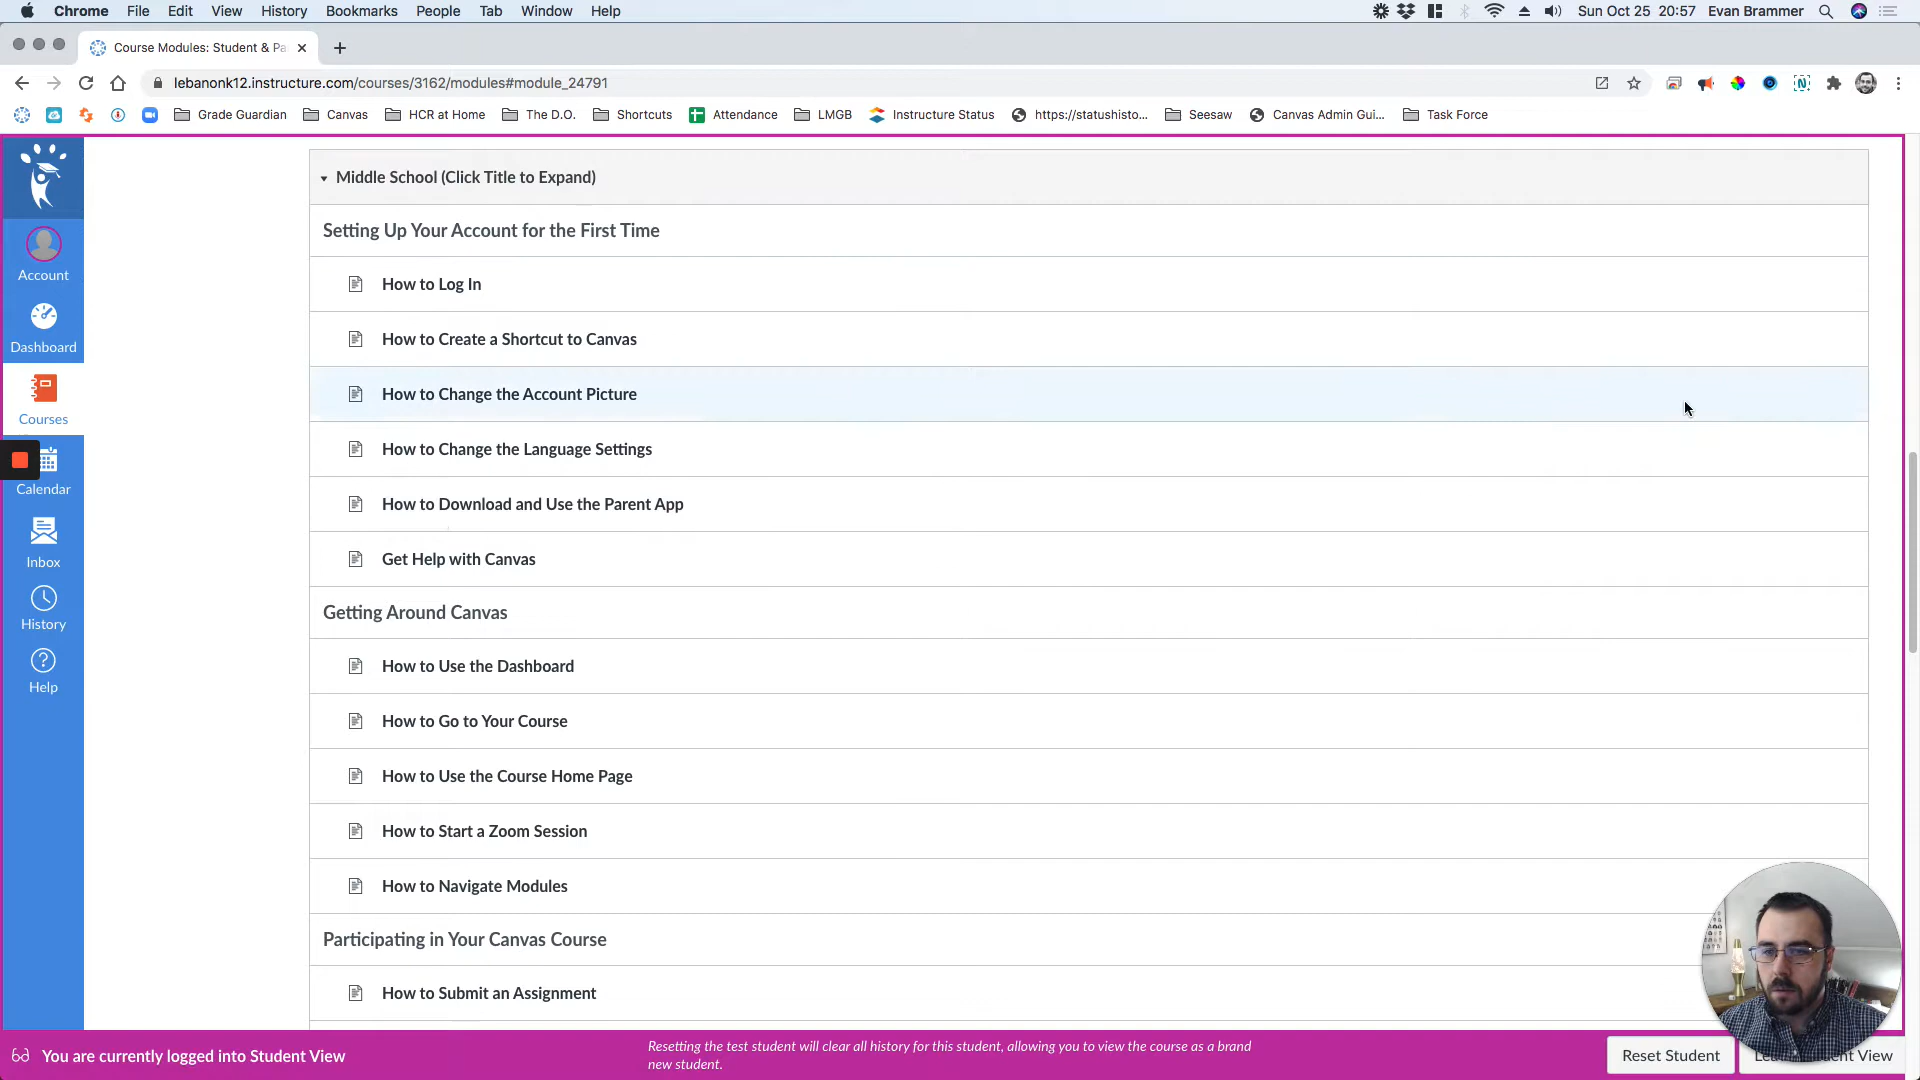 Chrome File Edit View History Bookmarks People Tab Window Help Sun Oct 25 20:57 Evan Brammer
Course Modules: Student & Pa
lebanonk12.instructure.com/courses/3162/modules#module_24791
Grade Guardian Canvas HCR at Home The D.O. Shortcuts Attendance LMGB Instructure Status https://statushisto... Seesaw Canvas Admin Gui... Task Force
Account
Dashboard
Courses
Calendar
Inbox
History
Help
Middle School (Click Title to Expand)
Setting Up Your Account for the First Time
How to Log In
How to Create a Shortcut to Canvas
How to Change the Account Picture
How to Change the Language Settings
How to Download and Use the Parent App
Get Help with Canvas
Getting Around Canvas
How to Use the Dashboard
How to Go to Your Course
How to Use the Course Home Page
How to Start a Zoom Session
How to Navigate Modules
Participating in Your Canvas Course
How to Submit an Assignment
You are currently logged into Student View
Resetting the test student will clear all history for this student, allowing you to view the course as a brand
new student.
Reset Student
View